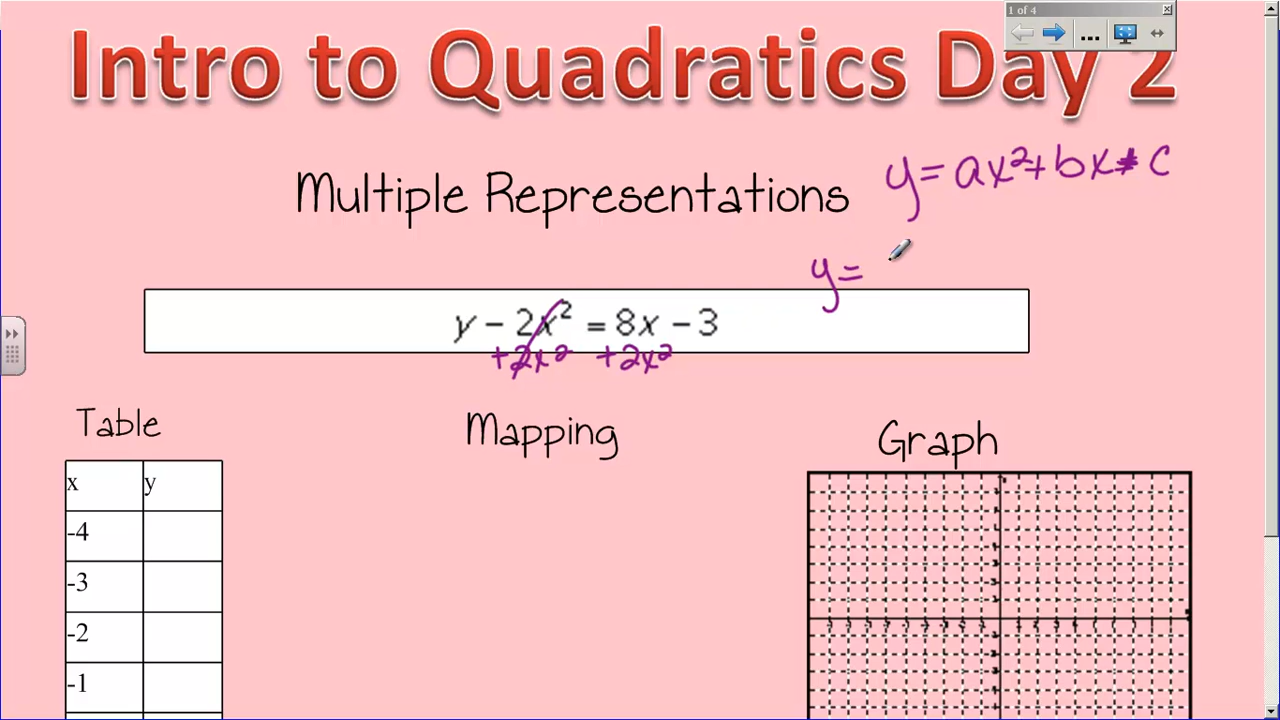 1 of 4
Intro to Quadratics Day 2
Multiple Representations
y = ax²+ bx + c
y =
y − 2x² = 8x − 3
+2x² +2x²
Table
Mapping
Graph
x y
-4
-3
-2
-1